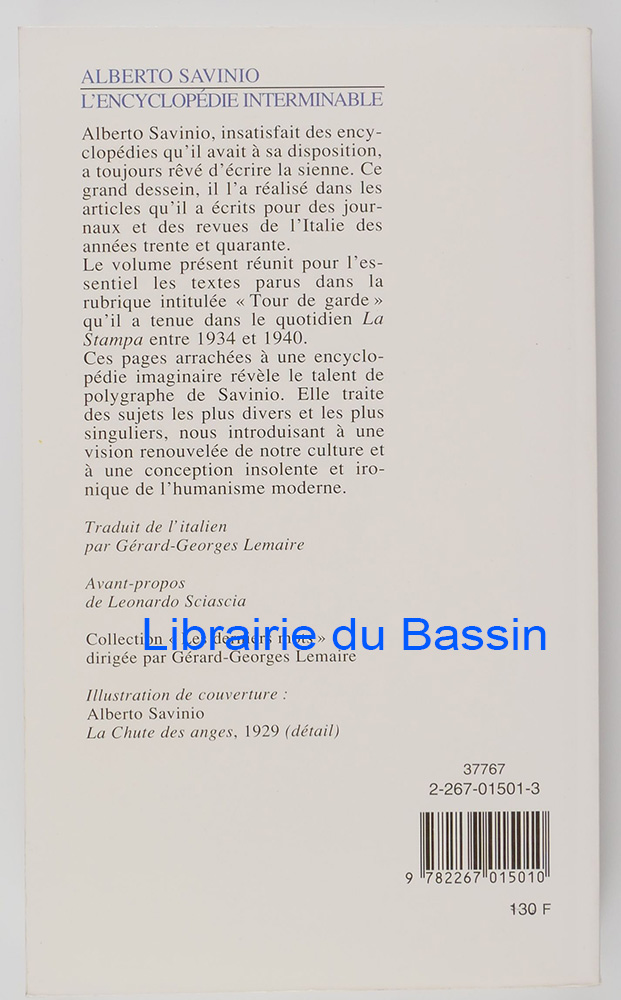 ALBERTO SAVINIO
L'ENCYCLOPÉDIE INTERMINABLE
Alberto Savinio, insatisfait des ency-
clopédies qu'il avait à sa disposition,
a toujours rêvé d'écrire la sienne. Ce
grand dessein, il l'a réalisé dans les
articles qu'il a écrits pour des jour-
naux et des revues de l'Italie des
années trente et quarante.
Le volume présent réunit pour l'es-
sentiel les textes parus dans la
rubrique intitulée « Tour de garde »
qu'il a tenue dans le quotidien La
Stampa entre 1934 et 1940.
Ces pages arrachées à une encyclo-
pédie imaginaire révèle le talent de
polygraphe de Savinio. Elle traite
des sujets les plus divers et les plus
singuliers, nous introduisant à une
vision renouvelée de notre culture et
à une conception insolente et iro-
nique de l'humanisme moderne.
Traduit de l'italien
par Gérard-Georges Lemaire
Avant-propos
de Leonardo Sciascia
Librairie du Bassin
Collection « Les derniers mots »
dirigée par Gérard-Georges Lemaire
Illustration de couverture :
Alberto Savinio
La Chute des anges, 1929 (détail)
37767
2-267-01501-3
9 782267 015010
130 F